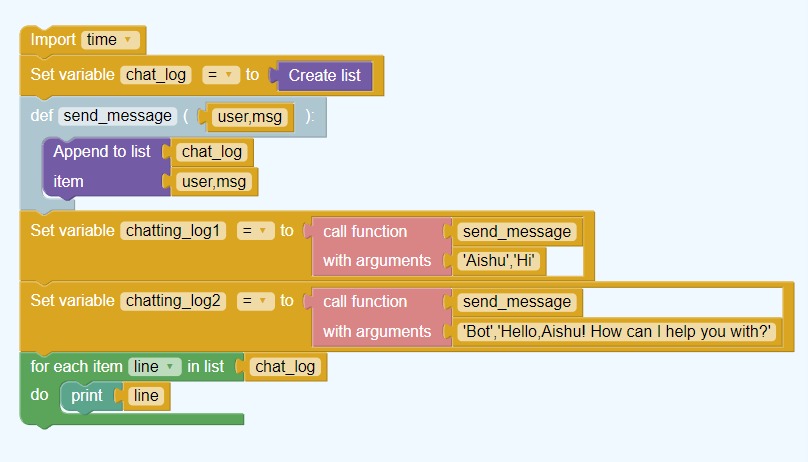 Import time
Set variable chat_log = to Create list
def send_message ( user,msg ):
Append to list chat_log
item user,msg
Set variable chatting_log1 = to call function send_message
with arguments 'Aishu','Hi'
Set variable chatting_log2 = to call function send_message
with arguments 'Bot','Hello,Aishu! How can I help you with?'
for each item line in list chat_log
do print line